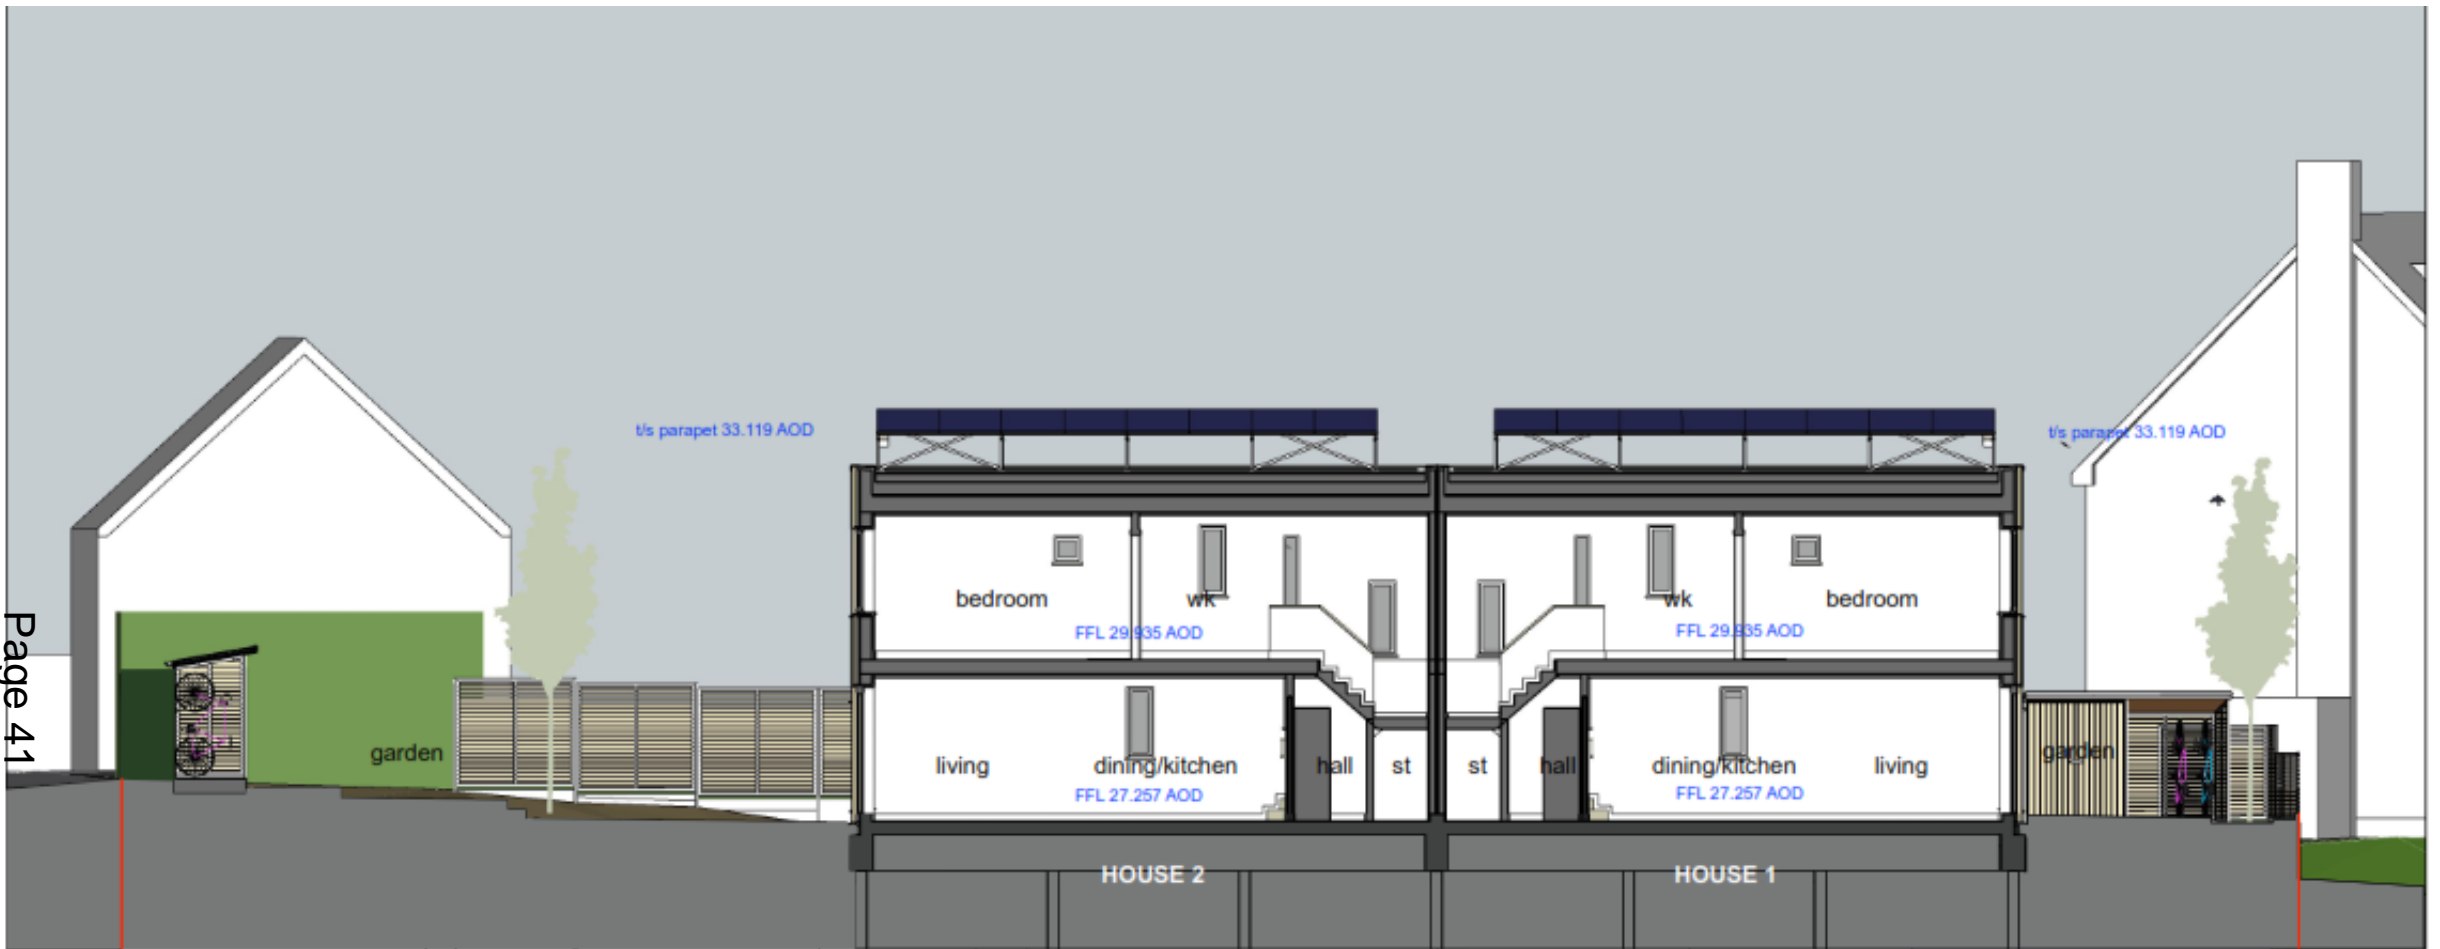 t/s parapet 33.119 AOD
t/s parapet 33.119 AOD
bedroom
wk
wk
bedroom
FFL 29.935 AOD
FFL 29.935 AOD
Page 41
garden
garden
living
dining/kitchen
hall
st
st
hall
dining/kitchen
living
FFL 27.257 AOD
FFL 27.257 AOD
HOUSE 2
HOUSE 1